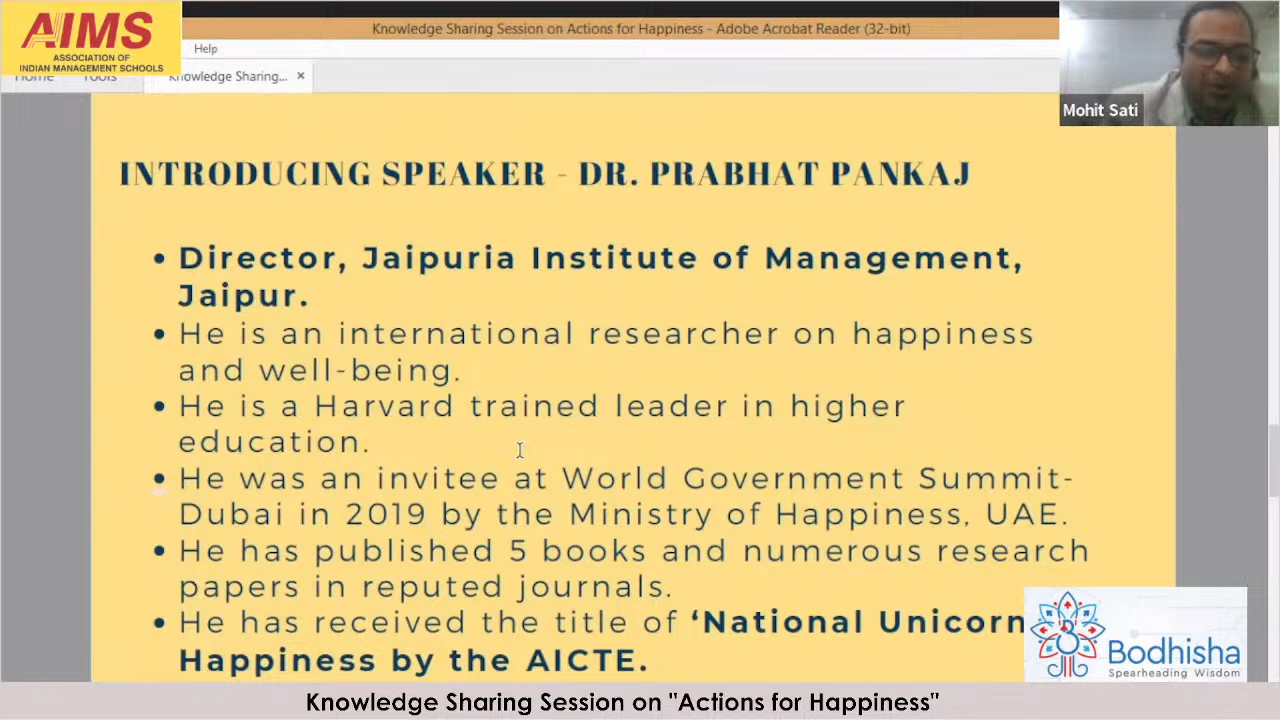 AIMS
ASSOCIATION OF
INDIAN MANAGEMENT SCHOOLS
Knowledge Sharing Session on Actions for Happiness - Adobe Acrobat Reader (32-bit)
Help
Home Tools Knowledge Sharing... ×
Mohit Sati
INTRODUCING SPEAKER - DR. PRABHAT PANKAJ
• Director, Jaipuria Institute of Management,
Jaipur.
• He is an international researcher on happiness
and well-being.
• He is a Harvard trained leader in higher
education.
• He was an invitee at World Government Summit-
Dubai in 2019 by the Ministry of Happiness, UAE.
• He has published 5 books and numerous research
papers in reputed journals.
• He has received the title of ‘National Unicorn
Happiness by the AICTE.
Bodhisha
Spearheading Wisdom
Knowledge Sharing Session on "Actions for Happiness"